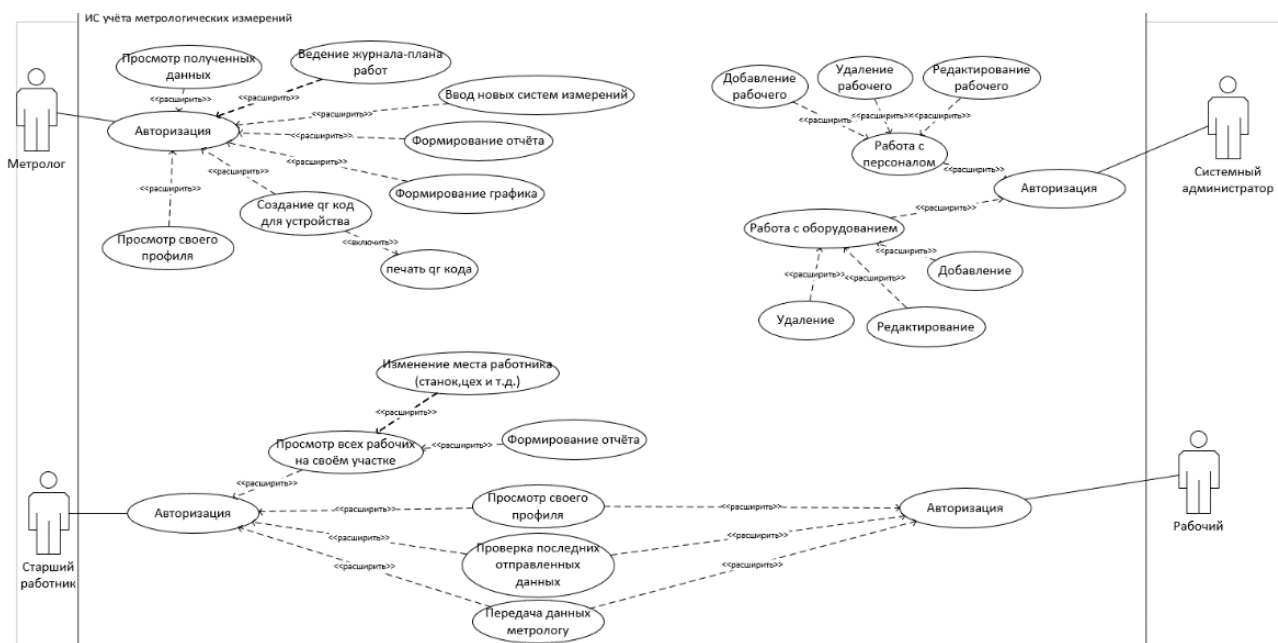 ИС учёта метрологических измерений
Просмотр полученных
данных
Ведение журнала-плана
работ
<<расширить>>
<<расширить>>
Ввод новых систем измерений
<<расширить>>
Авторизация
<<расширить>>
Формирование отчёта
Метролог
<<расширить>>
<<расширить>>
<<расширить>>
Формирование графика
Создание qr код
для устройства
Просмотр своего
профиля
<<включить>>
печать qr кода
Добавление
рабочего
Удаление
рабочего
Редактирование
рабочего
<<расширить
<<расширить>>
<<расширить>>
Работа с
персоналом
<<расширить>>
Авторизация
Системный
администратор
<<расширить>>
Работа с оборудованием
<<расширить>>
Добавление
<<расширить>>
<<расширить>>
Удаление
Редактирование
Изменение места работника
(станок,цех и т.д.)
<<расширить>>
Просмотр всех рабочих
на своём участке
<<расширить>>
Формирование отчёта
<<расширить>>
Авторизация
Старший
работник
<<расширить>>
Просмотр своего
профиля
<<расширить>>
Авторизация
Рабочий
<<расширить>>
Проверка последних
отправленных
данных
<<расширить>>
<<расширить>>
Передача данных
метрологу
<<расширить>>